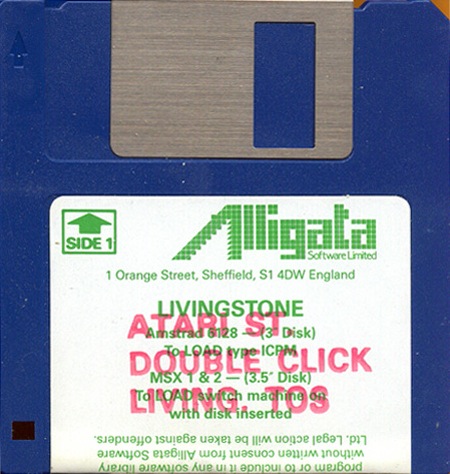 SIDE 1
Alligata
Software Limited
1 Orange Street, Sheffield, S1 4DW England
LIVINGSTONE
Amstrad 6128 — (3" Disk)
To LOAD type ICPM
MSX 1 & 2 — (3.5" Disk)
To LOAD switch machine on
with disk inserted
ATARI ST.
DOUBLE CLICK
LIVING. TOS
program or to include it in any software library
without written consent from Alligata Software
Ltd. Legal action will be taken against offenders.